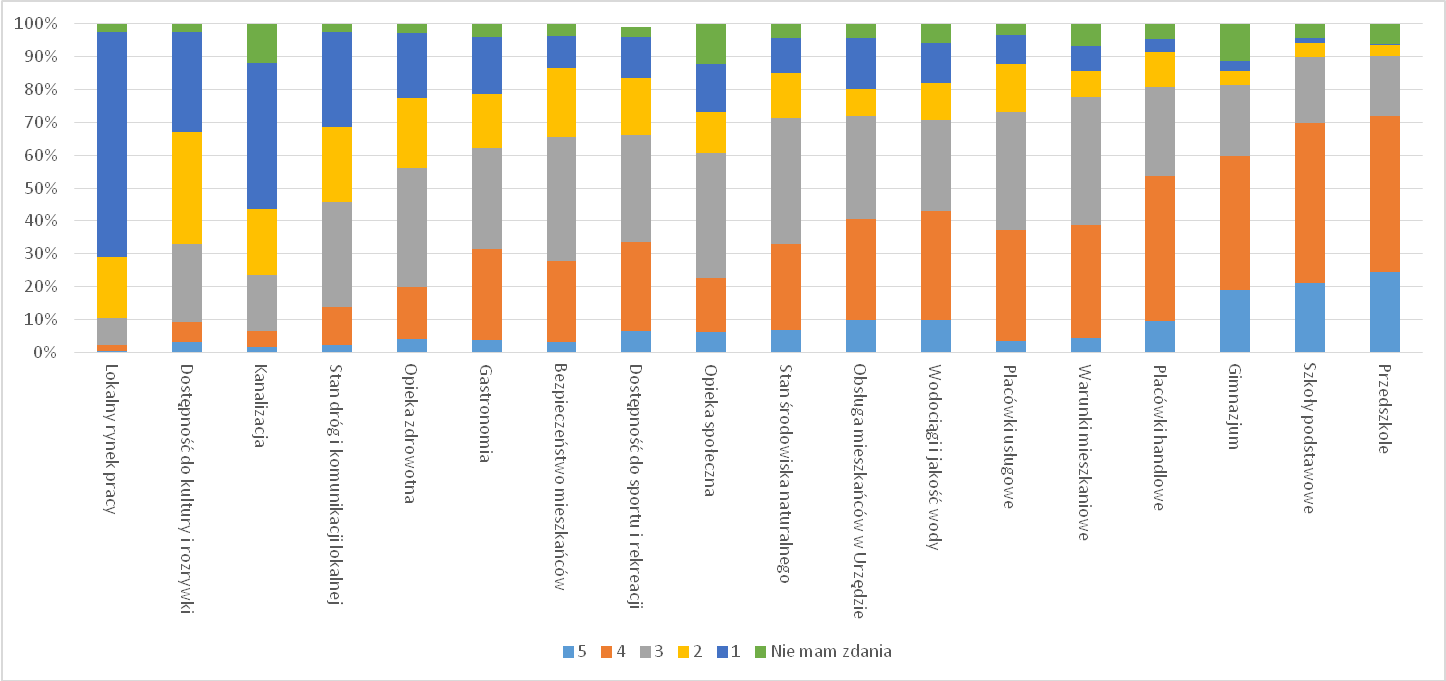 100%
90%
80%
70%
60%
50%
40%
30%
20%
10%
0%
Lokalny rynek pracy
Dostępność do kultury i rozrywki
Kanalizacja
Stan dróg i komunikacji lokalnej
Opieka zdrowotna
Gastronomia
Bezpieczeństwo mieszkańców
Dostępność do sportu i rekreacji
Opieka społeczna
Stan środowiska naturalnego
Obsługa mieszkańców w Urzędzie
Wodociągi i jakość wody
Placówki usługowe
Warunki mieszkaniowe
Placówki handlowe
Gimnazjum
Szkoły podstawowe
Przedszkole
5 4 3 2 1 Nie mam zdania